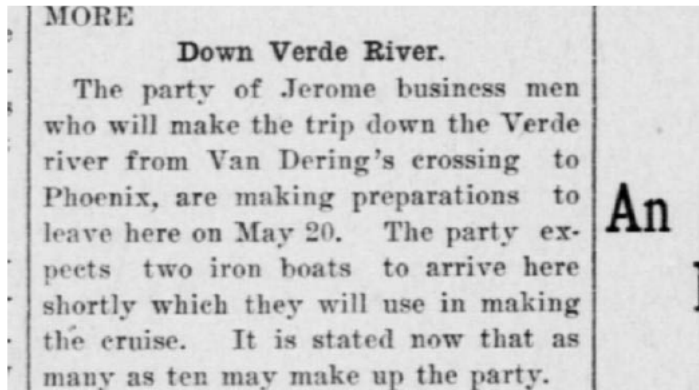 MORE
Down Verde River.
The party of Jerome business men
who will make the trip down the Verde
river from Van Dering's crossing to
Phoenix, are making preparations to
leave here on May 20. The party ex-
pects two iron boats to arrive here
shortly which they will use in making
the cruise. It is stated now that as
many as ten may make up the party.
An